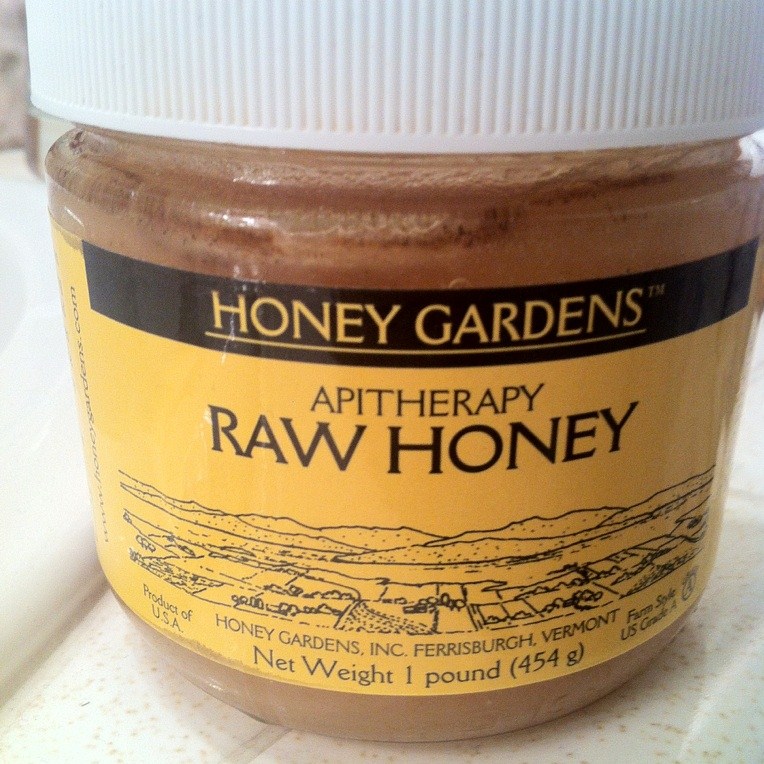 HONEY GARDENS™
APITHERAPY
RAW HONEY
www.honeygardens.com
Product of
U.S.A.
HONEY GARDENS, INC. FERRISBURGH, VERMONT
Net Weight 1 pound (454 g)
Farm Style
US Grade A